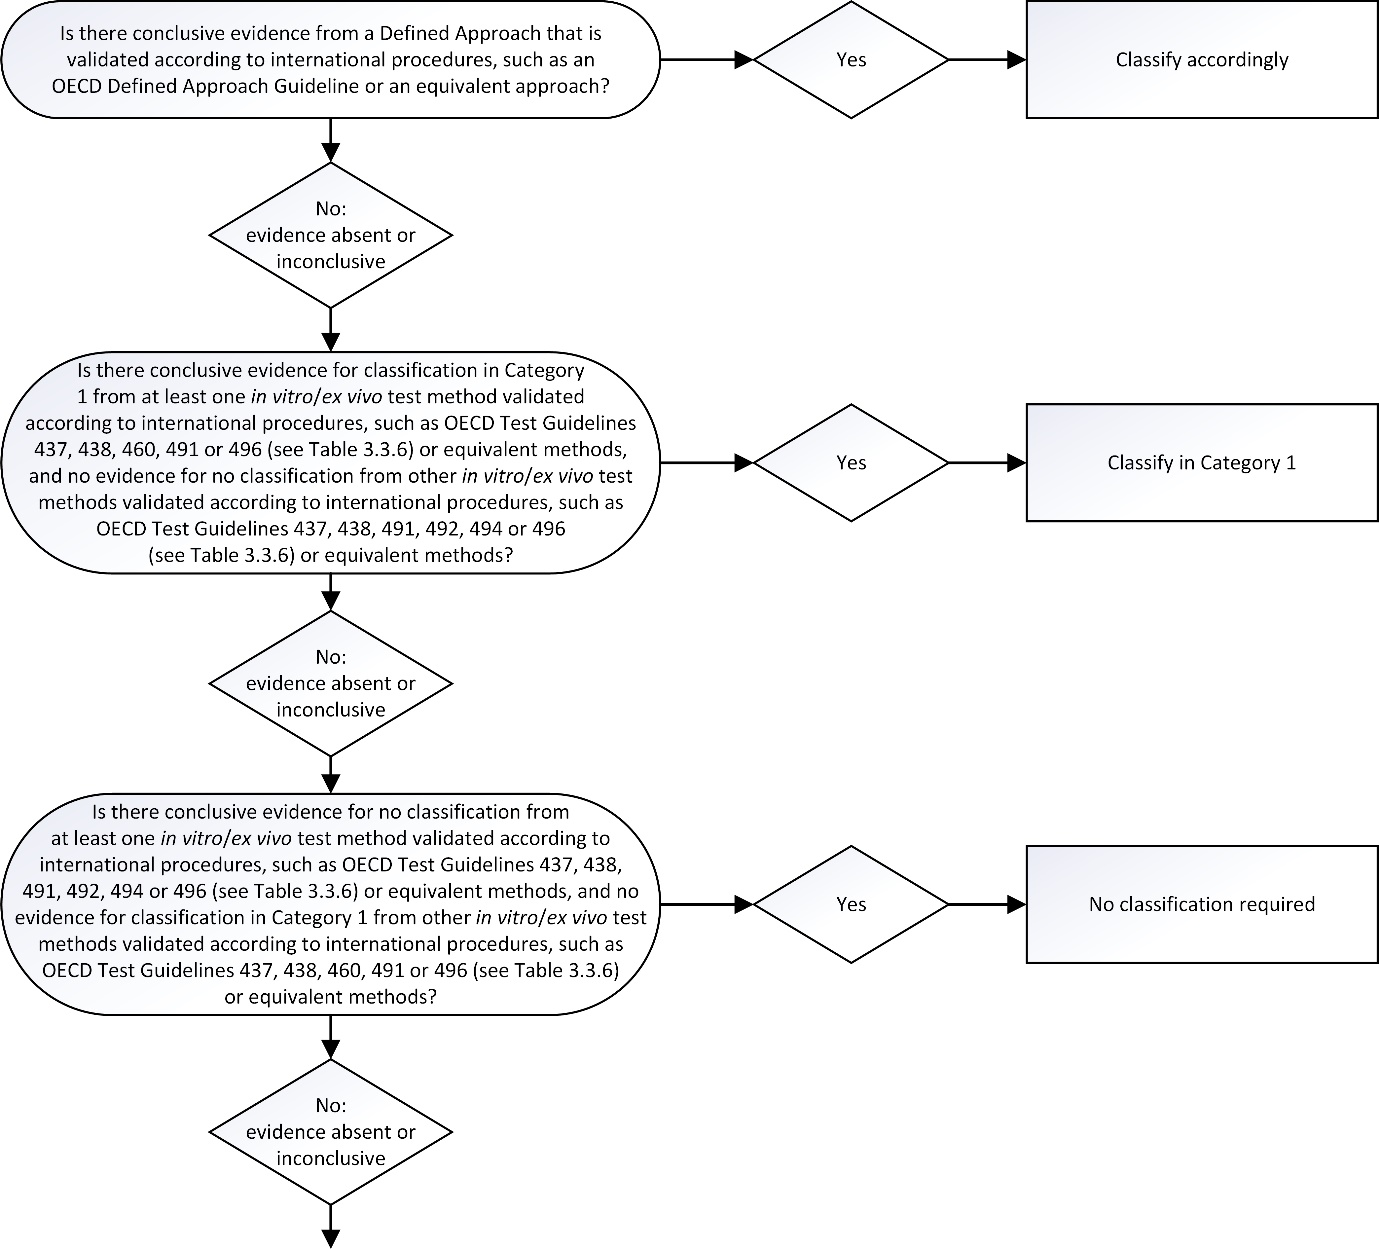 Is there conclusive evidence from a Defined Approach that is
validated according to international procedures, such as an
OECD Defined Approach Guideline or an equivalent approach?
Yes
Classify accordingly
No:
evidence absent or
inconclusive
Is there conclusive evidence for classification in Category
1 from at least one in vitro/ex vivo test method validated
according to international procedures, such as OECD Test Guidelines
437, 438, 460, 491 or 496 (see Table 3.3.6) or equivalent methods,
and no evidence for no classification from other in vitro/ex vivo test
methods validated according to international procedures, such as
OECD Test Guidelines 437, 438, 491, 492, 494 or 496
(see Table 3.3.6) or equivalent methods?
Yes
Classify in Category 1
No:
evidence absent or
inconclusive
Is there conclusive evidence for no classification from
at least one in vitro/ex vivo test method validated according to
international procedures, such as OECD Test Guidelines 437, 438,
491, 492, 494 or 496 (see Table 3.3.6) or equivalent methods, and no
evidence for classification in Category 1 from other in vitro/ex vivo test
methods validated according to international procedures, such as
OECD Test Guidelines 437, 438, 460, 491 or 496 (see Table 3.3.6)
or equivalent methods?
Yes
No classification required
No:
evidence absent or
inconclusive